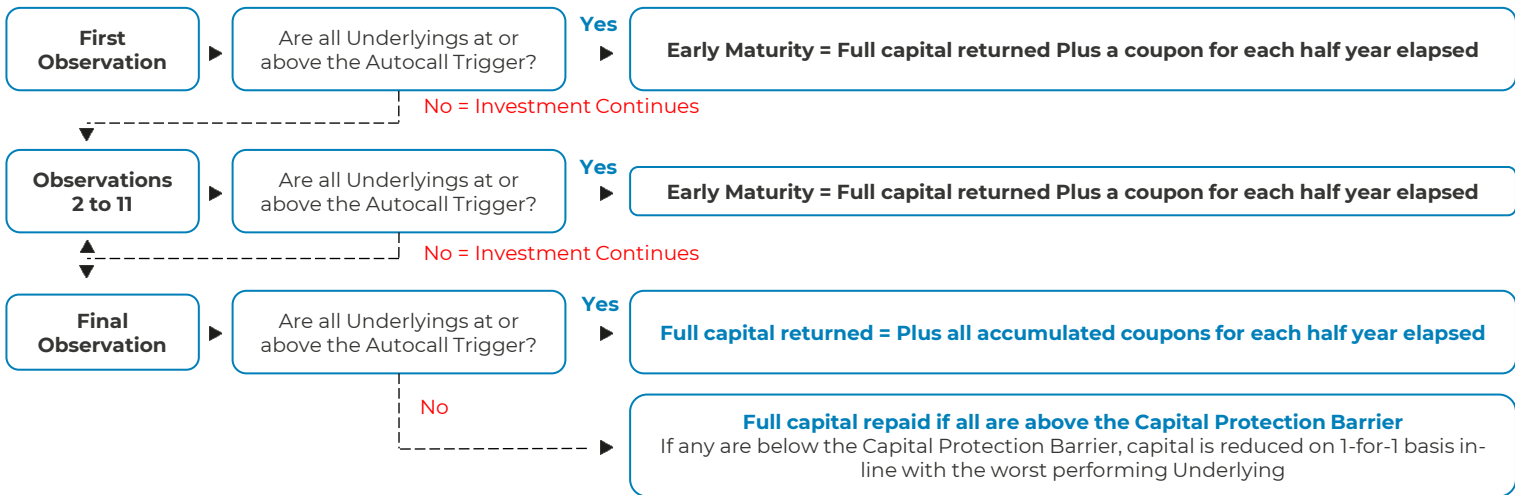 First
Observation
Are all Underlyings at or
above the Autocall Trigger?
Yes
Early Maturity = Full capital returned Plus a coupon for each half year elapsed
No = Investment Continues
Observations
2 to 11
Are all Underlyings at or
above the Autocall Trigger?
Yes
Early Maturity = Full capital returned Plus a coupon for each half year elapsed
No = Investment Continues
Final
Observation
Are all Underlyings at or
above the Autocall Trigger?
Yes
Full capital returned = Plus all accumulated coupons for each half year elapsed
No
Full capital repaid if all are above the Capital Protection Barrier
If any are below the Capital Protection Barrier, capital is reduced on 1-for-1 basis in-
line with the worst performing Underlying